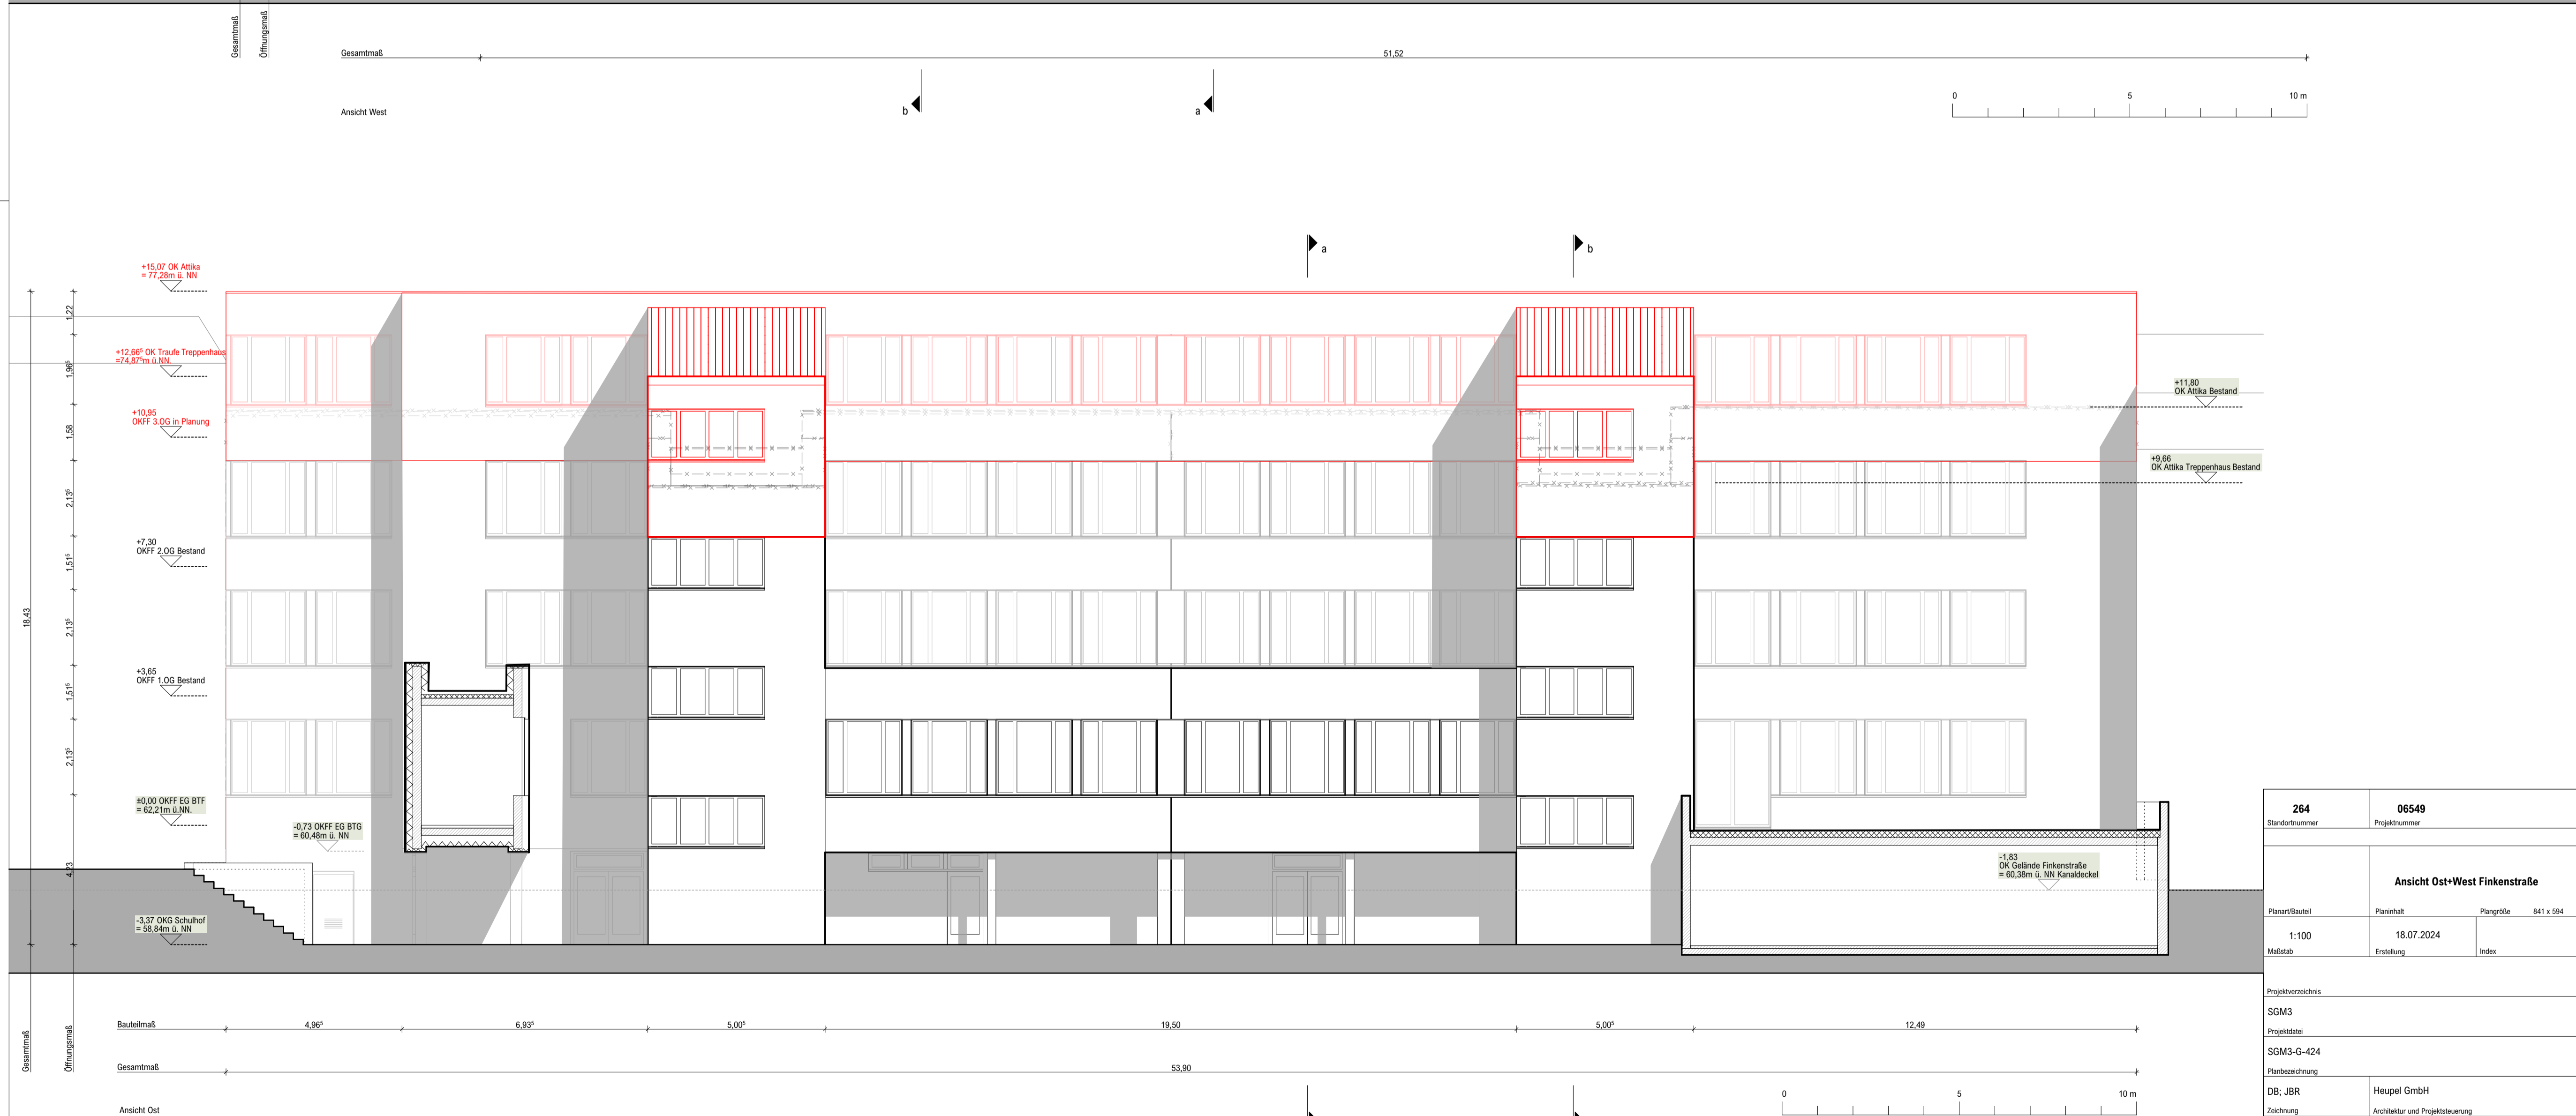 Gesamtmaß
Öffnungsmaß
Gesamtmaß
51,52
Ansicht West
b
a
0
5
10 m
a
b
+15,07 OK Attika
= 77,28m ü. NN
+12,66⁵ OK Traufe Treppenhaus
=74,87⁵m ü.NN.
+10,95
OKFF 3.OG in Planung
+7,30
OKFF 2.OG Bestand
+3,65
OKFF 1.OG Bestand
±0,00 OKFF EG BTF
= 62,21m ü.NN.
-0,73 OKFF EG BTG
= 60,48m ü. NN
-3,37 OKG Schulhof
= 58,84m ü. NN
18,43
1,22
1,96⁵
1,58
2,13⁵
1,51⁵
2,13⁵
1,51⁵
2,13⁵
4,23
+11,80
OK Attika Bestand
+9,66
OK Attika Treppenhaus Bestand
-1,83
OK Gelände Finkenstraße
= 60,38m ü. NN Kanaldeckel
Gesamtmaß
Öffnungsmaß
Bauteilmaß
4,96⁵
6,93⁵
5,00⁵
19,50
5,00⁵
12,49
Gesamtmaß
53,90
Ansicht Ost
0
5
10 m
264
06549
Standortnummer
Projektnummer
Ansicht Ost+West Finkenstraße
Planart/Bauteil
Planinhalt
Plangröße
841 x 594
1:100
18.07.2024
Maßstab
Erstellung
Index
Projektverzeichnis
SGM3
Projektdatei
SGM3-G-424
Planbezeichnung
DB; JBR
Heupel GmbH
Zeichnung
Architektur und Projektsteuerung